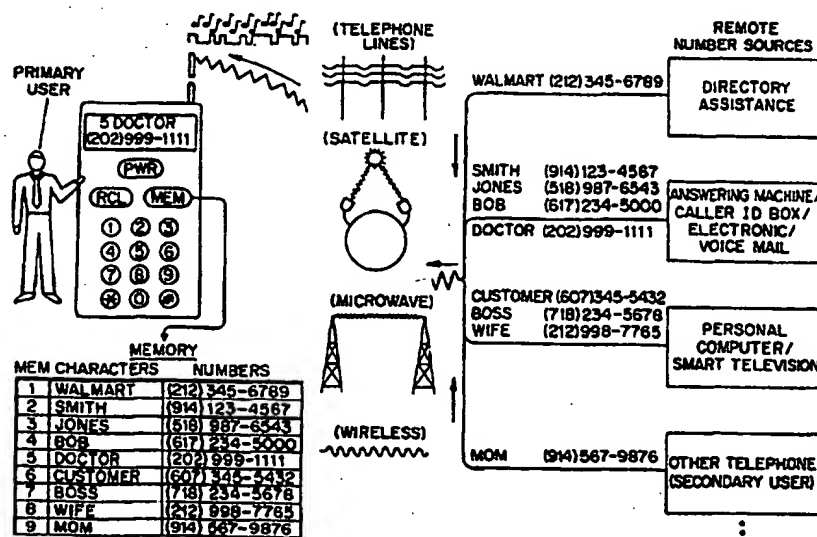 PRIMARY
USER
5 DOCTOR
(202)999-1111
PWR
RCL MEM
1 2 3
4 5 6
7 8 9
* 0 #
MEMORY
MEM CHARACTERS NUMBERS
1 WALMART (212) 345-6789
2 SMITH (914) 123-4567
3 JONES (518) 987-6543
4 BOB (617) 234-5000
5 DOCTOR (202) 999-1111
6 CUSTOMER (607) 345-5432
7 BOSS (718) 234-5678
8 WIFE (212) 998-7765
9 MOM (914) 567-9876
(TELEPHONE
LINES)
(SATELLITE)
(MICROWAVE)
(WIRELESS)
REMOTE
NUMBER SOURCES
WALMART (212) 345-6789
DIRECTORY
ASSISTANCE
SMITH (914) 123-4567
JONES (518) 987-6543
BOB (617) 234-5000
DOCTOR (202) 999-1111
ANSWERING MACHINE/
CALLER ID BOX/
ELECTRONIC/
VOICE MAIL
CUSTOMER (607) 345-5432
BOSS (718) 234-5678
WIFE (212) 998-7765
PERSONAL
COMPUTER/
SMART TELEVISION
MOM (914) 567-9876
OTHER TELEPHONE
(SECONDARY USER)